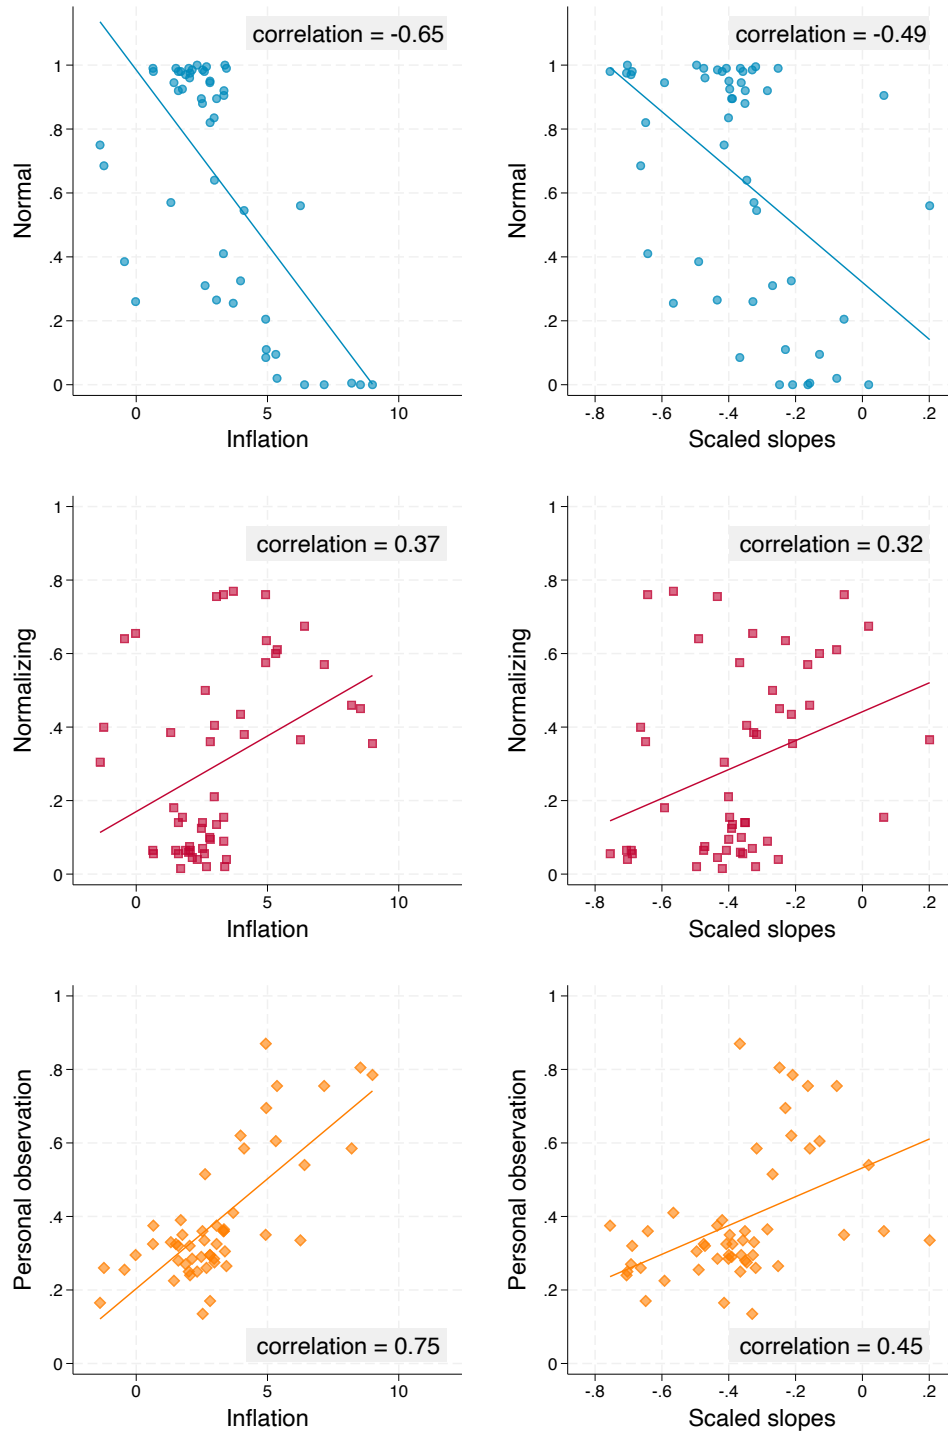 correlation = -0.65
Normal
1
.8
.6
.4
.2
0
0 5 10
Inflation
correlation = -0.49
Normal
1
.8
.6
.4
.2
0
-.8 -.6 -.4 -.2 0 .2
Scaled slopes
correlation = 0.37
Normalizing
1
.8
.6
.4
.2
0
0 5 10
Inflation
correlation = 0.32
Normalizing
1
.8
.6
.4
.2
0
-.8 -.6 -.4 -.2 0 .2
Scaled slopes
Personal observation
1
.8
.6
.4
.2
0
correlation = 0.75
0 5 10
Inflation
Personal observation
1
.8
.6
.4
.2
0
correlation = 0.45
-.8 -.6 -.4 -.2 0 .2
Scaled slopes